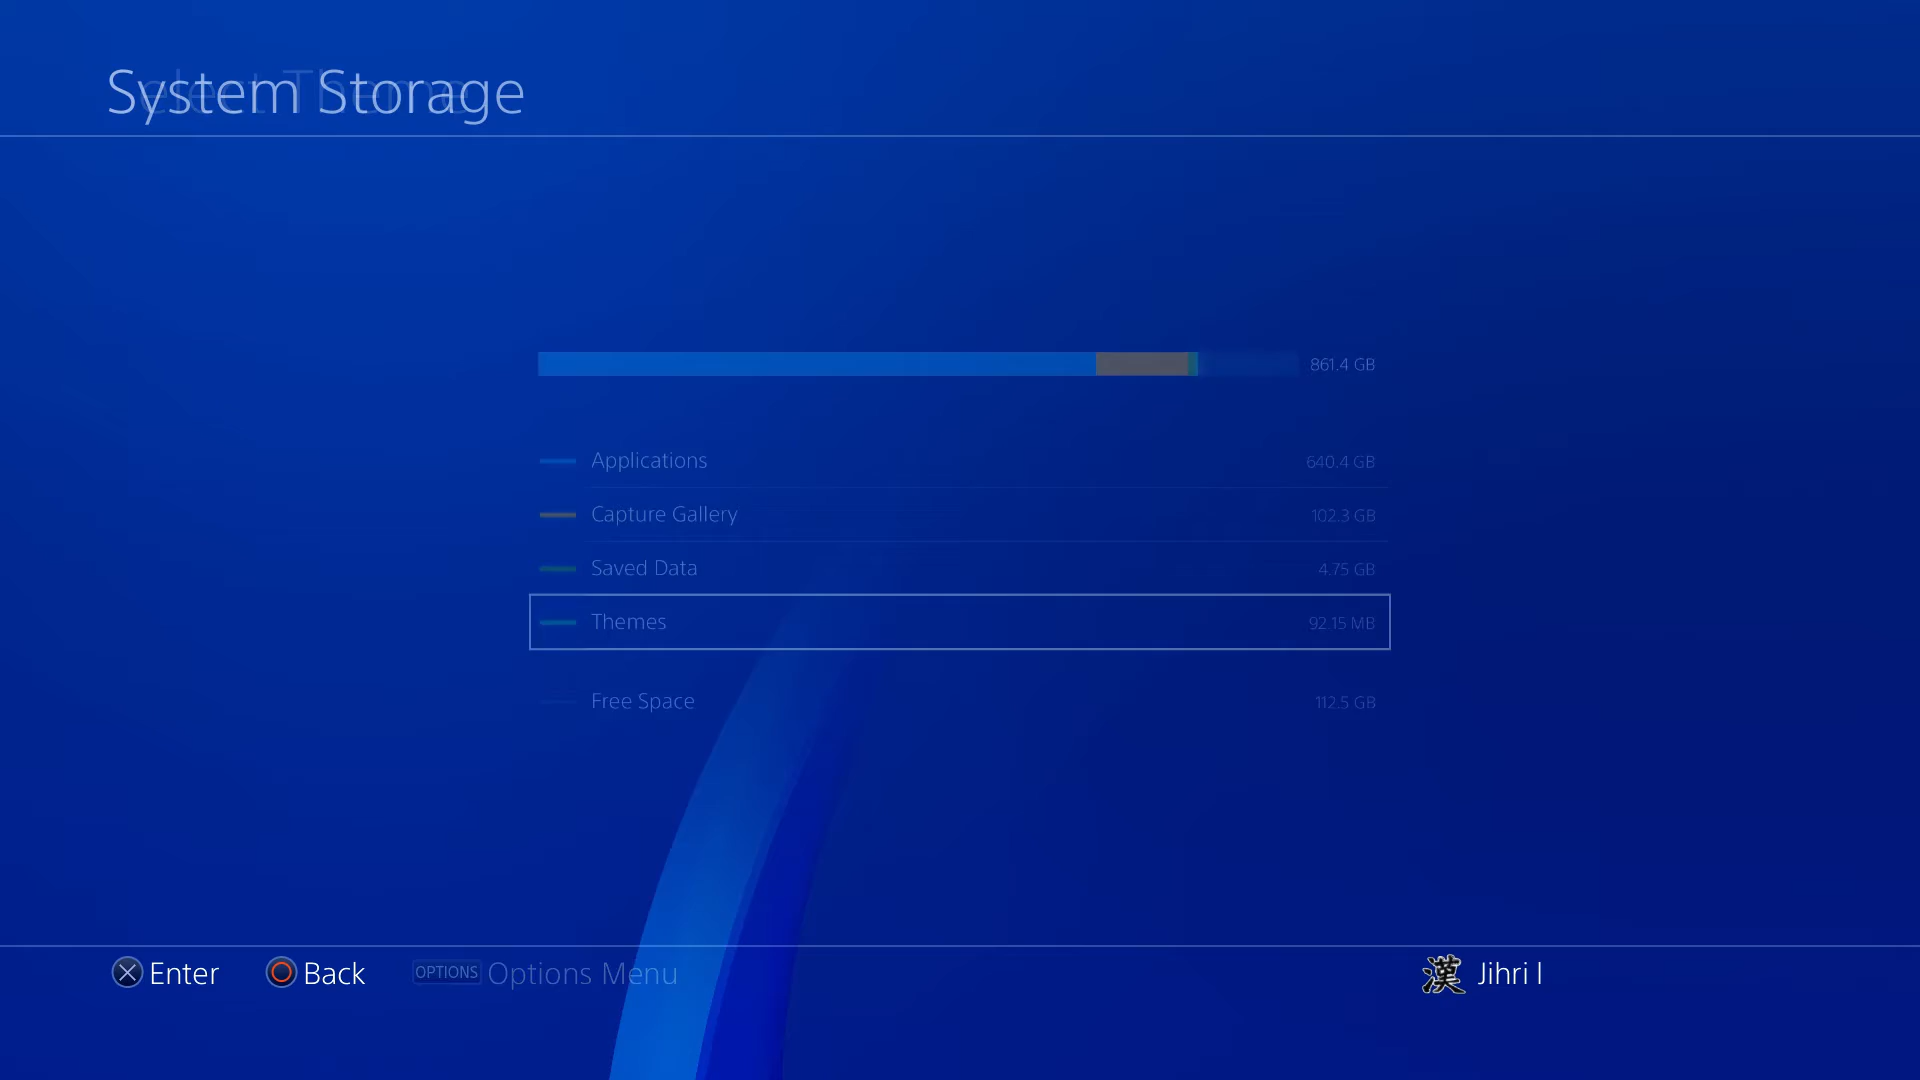 System Storage
861.4 GB
Applications 640.4 GB
Capture Gallery 102.3 GB
Saved Data 4.75 GB
Themes 92.15 MB
Free Space 112.5 GB
Enter Back OPTIONS Options Menu 漢 Jihri l